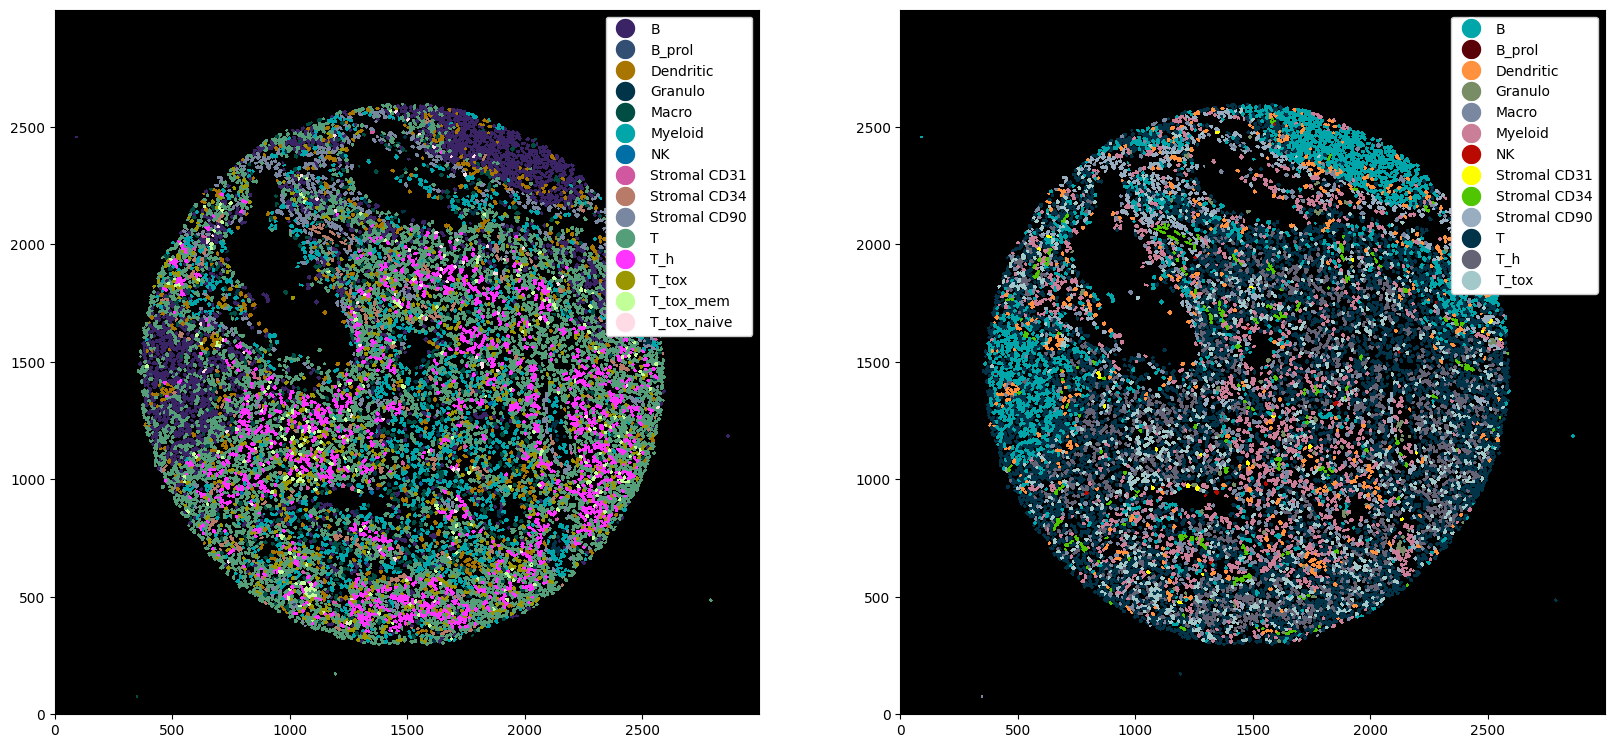 B
B_prol
Dendritic
Granulo
Macro
Myeloid
NK
Stromal CD31
Stromal CD34
Stromal CD90
T
T_h
T_tox
T_tox_mem
T_tox_naive
2500
2000
1500
1000
500
0
0 500 1000 1500 2000 2500
B
B_prol
Dendritic
Granulo
Macro
Myeloid
NK
Stromal CD31
Stromal CD34
Stromal CD90
T
T_h
T_tox
2500
2000
1500
1000
500
0
0 500 1000 1500 2000 2500